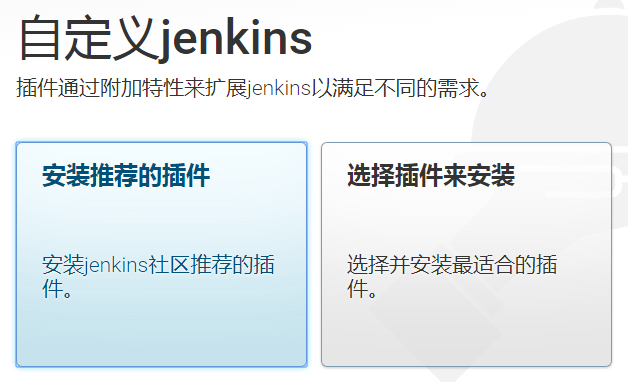 自定义jenkins
插件通过附加特性来扩展jenkins以满足不同的需求。
安装推荐的插件
安装jenkins社区推荐的插
件。
选择插件来安装
选择并安装最适合的插
件。